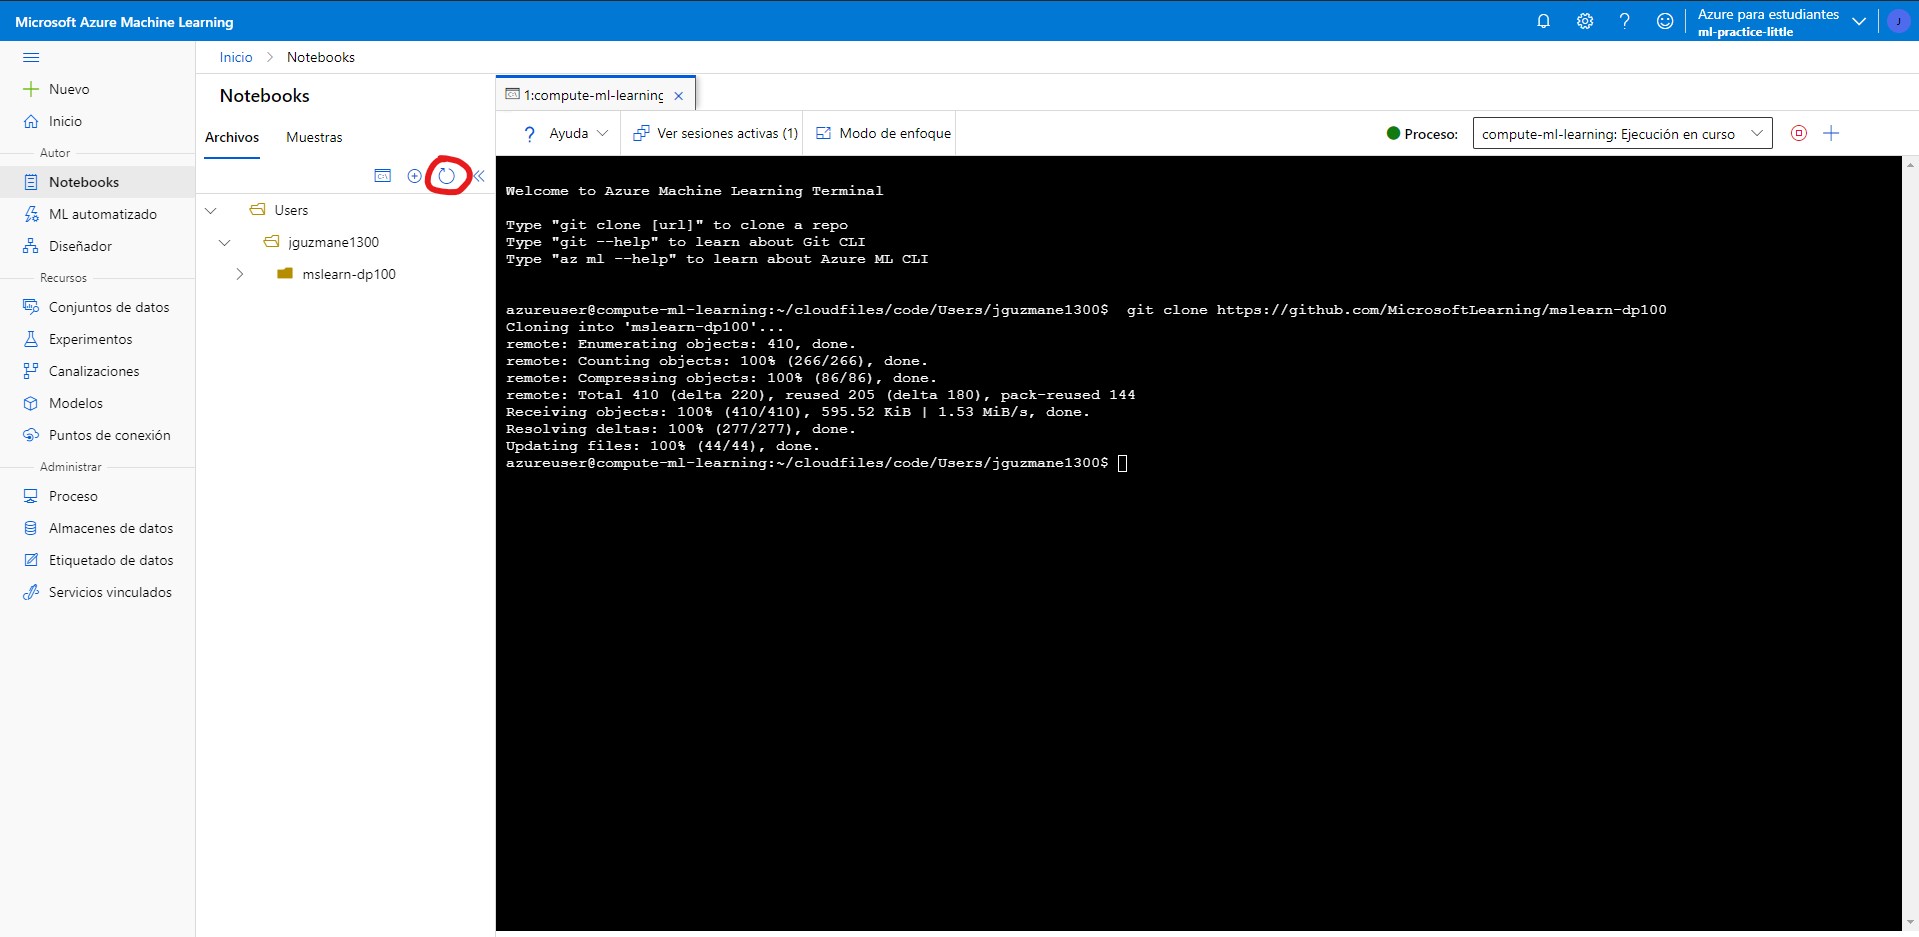 Microsoft Azure Machine Learning
Azure para estudiantes
ml-practice-little
J
Nuevo
Inicio
Autor
Notebooks
ML automatizado
Diseñador
Recursos
Conjuntos de datos
Experimentos
Canalizaciones
Modelos
Puntos de conexión
Administrar
Proceso
Almacenes de datos
Etiquetado de datos
Servicios vinculados
Inicio > Notebooks
Notebooks
Archivos Muestras
Users
jguzmane1300
mslearn-dp100
1:compute-ml-learning
? Ayuda Ver sesiones activas (1) Modo de enfoque Proceso: compute-ml-learning: Ejecución en curso
Welcome to Azure Machine Learning Terminal
Type "git clone [url]" to clone a repo
Type "git --help" to learn about Git CLI
Type "az ml --help" to learn about Azure ML CLI
azureuser@compute-ml-learning:~/cloudfiles/code/Users/jguzmane1300$  git clone https://github.com/MicrosoftLearning/mslearn-dp100
Cloning into 'mslearn-dp100'...
remote: Enumerating objects: 410, done.
remote: Counting objects: 100% (266/266), done.
remote: Compressing objects: 100% (86/86), done.
remote: Total 410 (delta 220), reused 205 (delta 180), pack-reused 144
Receiving objects: 100% (410/410), 595.52 KiB | 1.53 MiB/s, done.
Resolving deltas: 100% (277/277), done.
Updating files: 100% (44/44), done.
azureuser@compute-ml-learning:~/cloudfiles/code/Users/jguzmane1300$